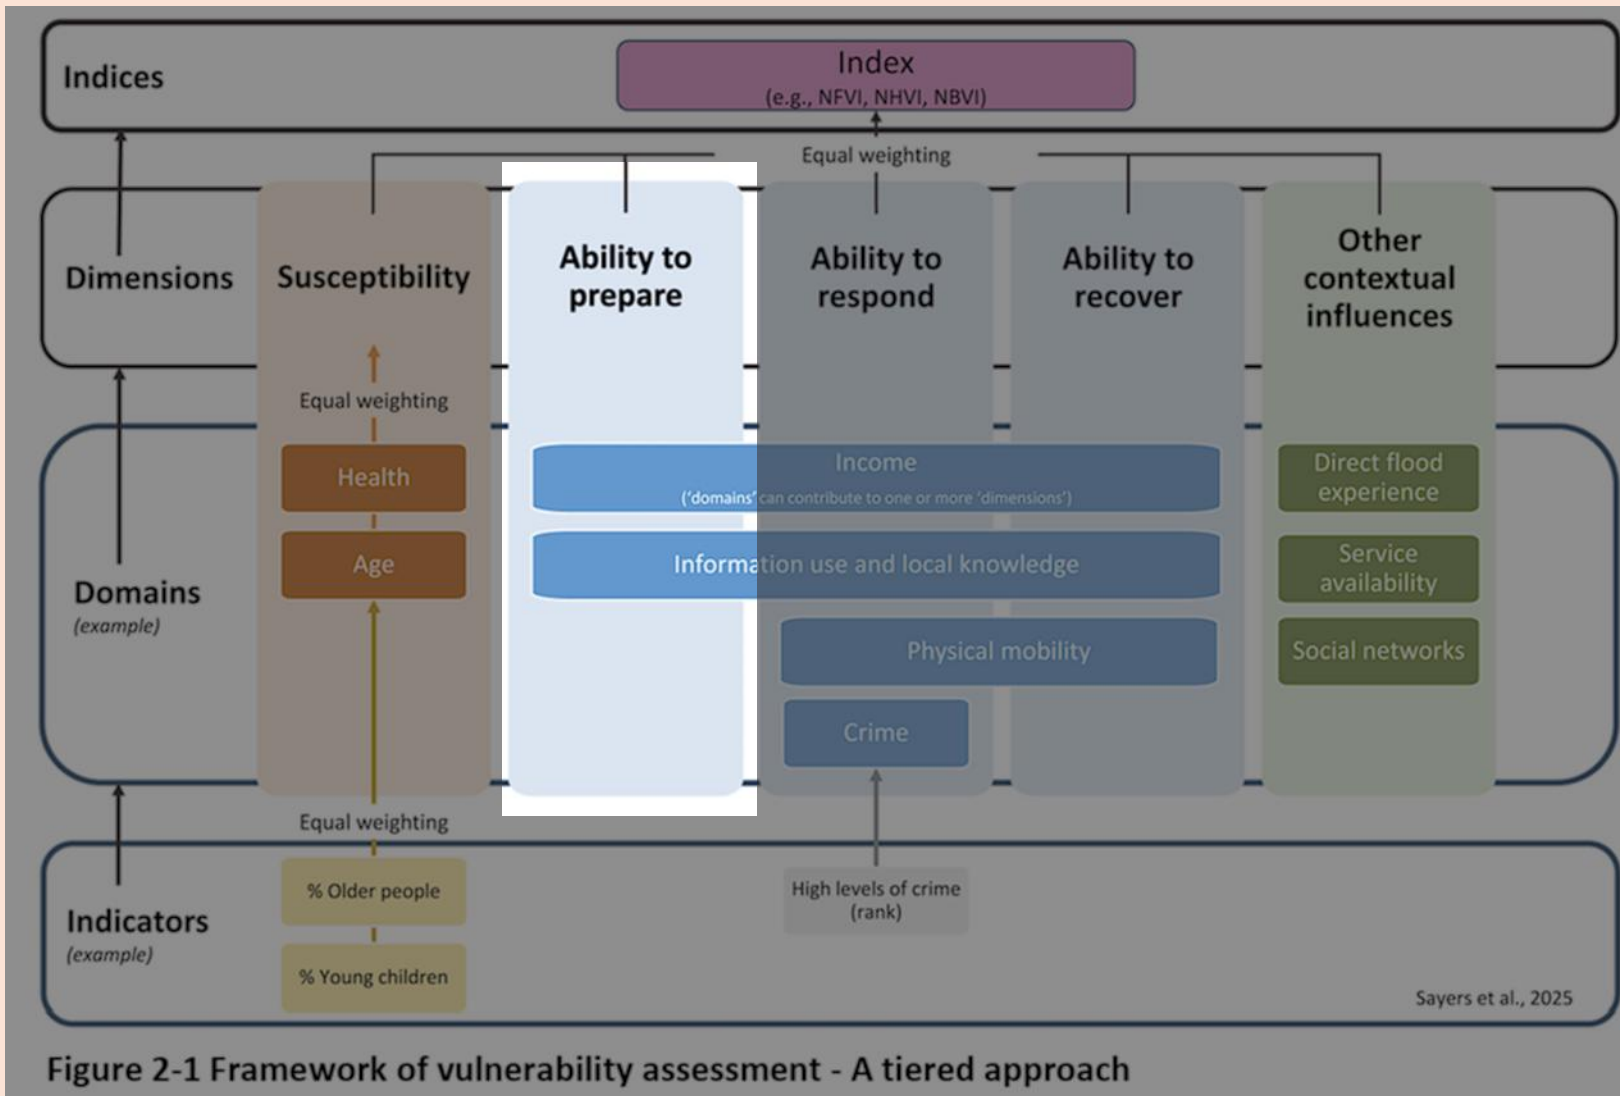 Indices
Index
(e.g., NFVI, NHVI, NBVI)
Equal weighting
Dimensions
Susceptibility
Ability to
prepare
Ability to
respond
Ability to
recover
Other
contextual
influences
Equal weighting
Domains
(example)
Health
Age
Income
('domains' can contribute to one or more 'dimensions')
Information use and local knowledge
Physical mobility
Crime
Direct flood
experience
Service
availability
Social networks
Equal weighting
Indicators
(example)
% Older people
% Young children
High levels of crime
(rank)
Sayers et al., 2025
Figure 2-1 Framework of vulnerability assessment - A tiered approach